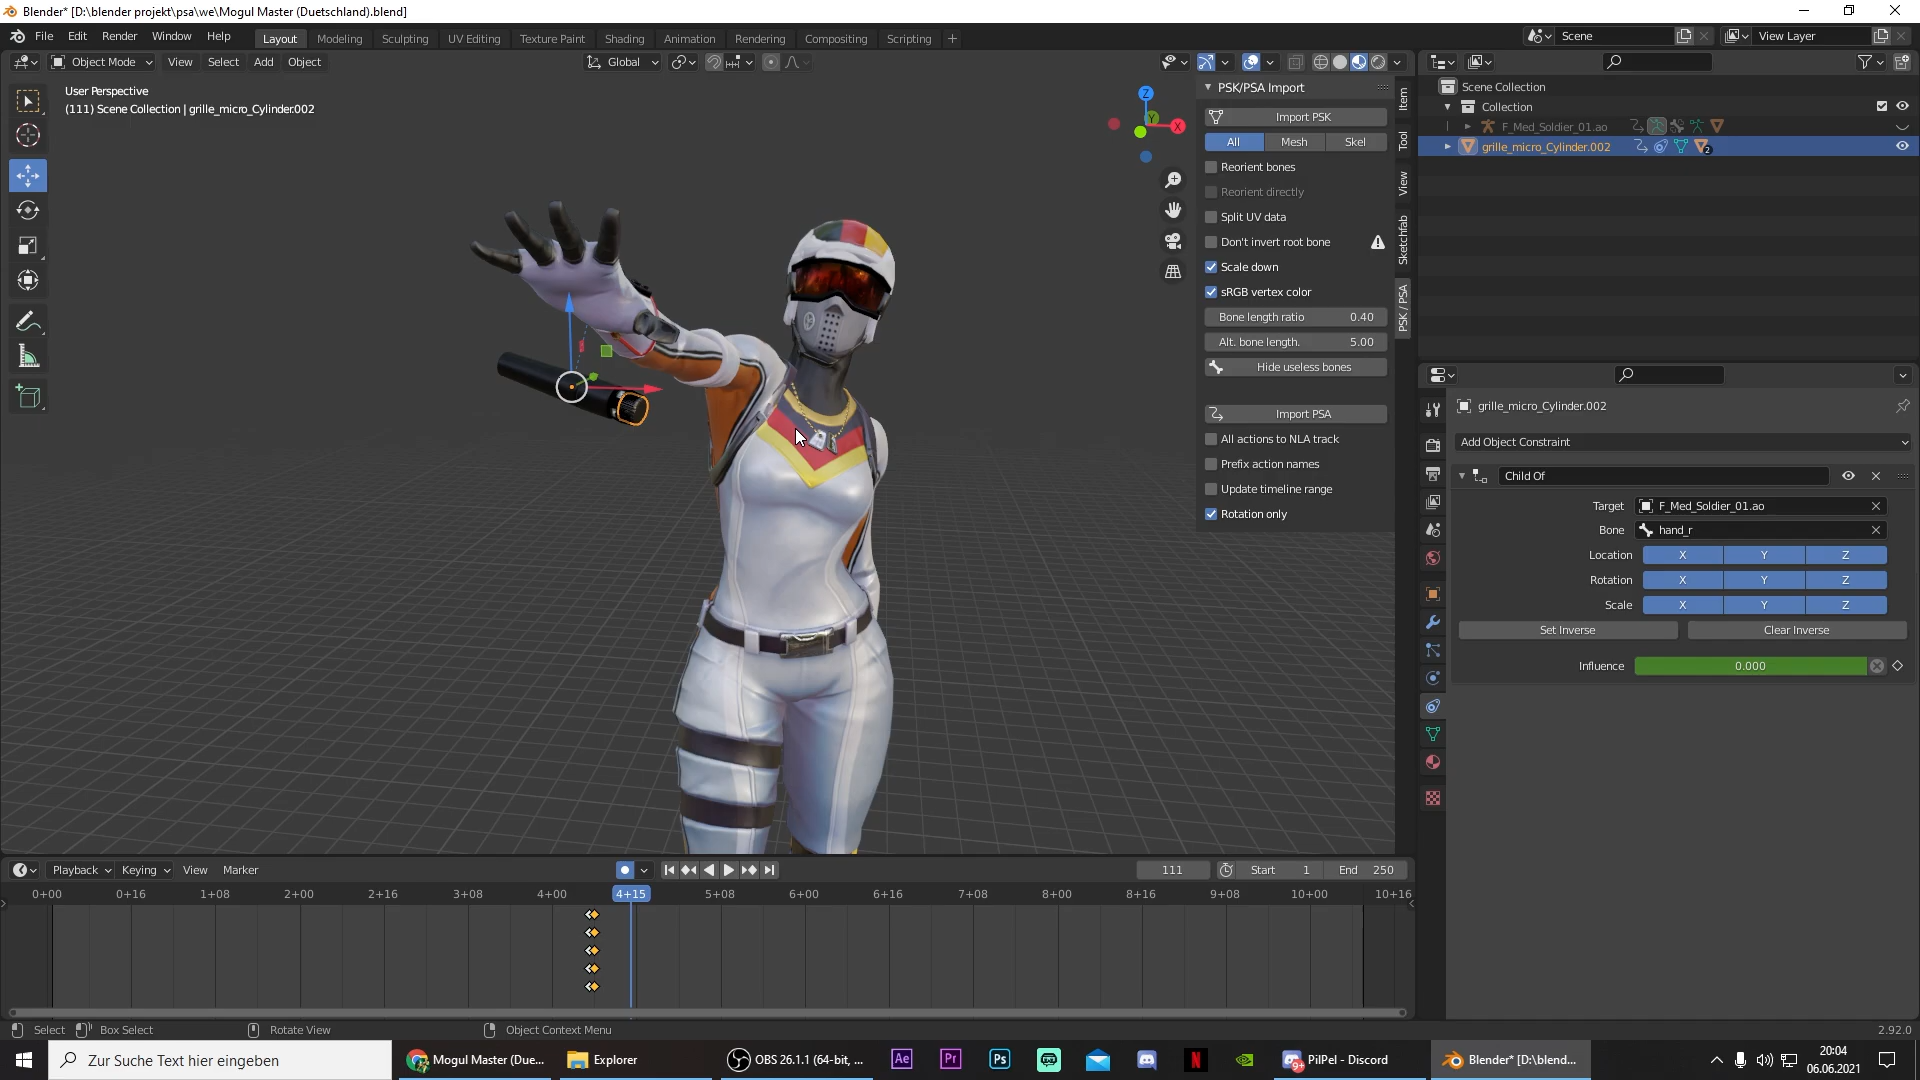 Blender* [D:\blender projekt\psa\we\Mogul Master (Duetschland).blend]
File Edit Render Window Help Layout Modeling Sculpting UV Editing Texture Paint Shading Animation Rendering Compositing Scripting +
Scene
View Layer
Object Mode View Select Add Object
Global
User Perspective
(111) Scene Collection | grille_micro_Cylinder.002
Z
Y
X
PSK/PSA Import
Import PSK
All Mesh Skel
Reorient bones
Reorient directly
Split UV data
Don't invert root bone
Scale down
sRGB vertex color
Bone length ratio 0.40
Alt. bone length. 5.00
Hide useless bones
Import PSA
All actions to NLA track
Prefix action names
Update timeline range
Rotation only
Item
Tool
View
Sketchfab
PSK / PSA
Scene Collection
Collection
F_Med_Soldier_01.ao
grille_micro_Cylinder.002
2
grille_micro_Cylinder.002
Add Object Constraint
Child Of
Target F_Med_Soldier_01.ao
Bone hand_r
Location X Y Z
Rotation X Y Z
Scale X Y Z
Set Inverse Clear Inverse
Influence 0.000
Playback Keying View Marker
111 Start 1 End 250
0+00 0+16 1+08 2+00 2+16 3+08 4+00 4+15 5+08 6+00 6+16 7+08 8+00 8+16 9+08 10+00 10+16
Select Box Select Rotate View Object Context Menu
2.92.0
Zur Suche Text hier eingeben
Mogul Master (Due...
Explorer
OBS 26.1.1 (64-bit, ...
Ae
Pr
Ps
N
9+
PilPel - Discord
Blender* [D:\blend...
20:04
06.06.2021